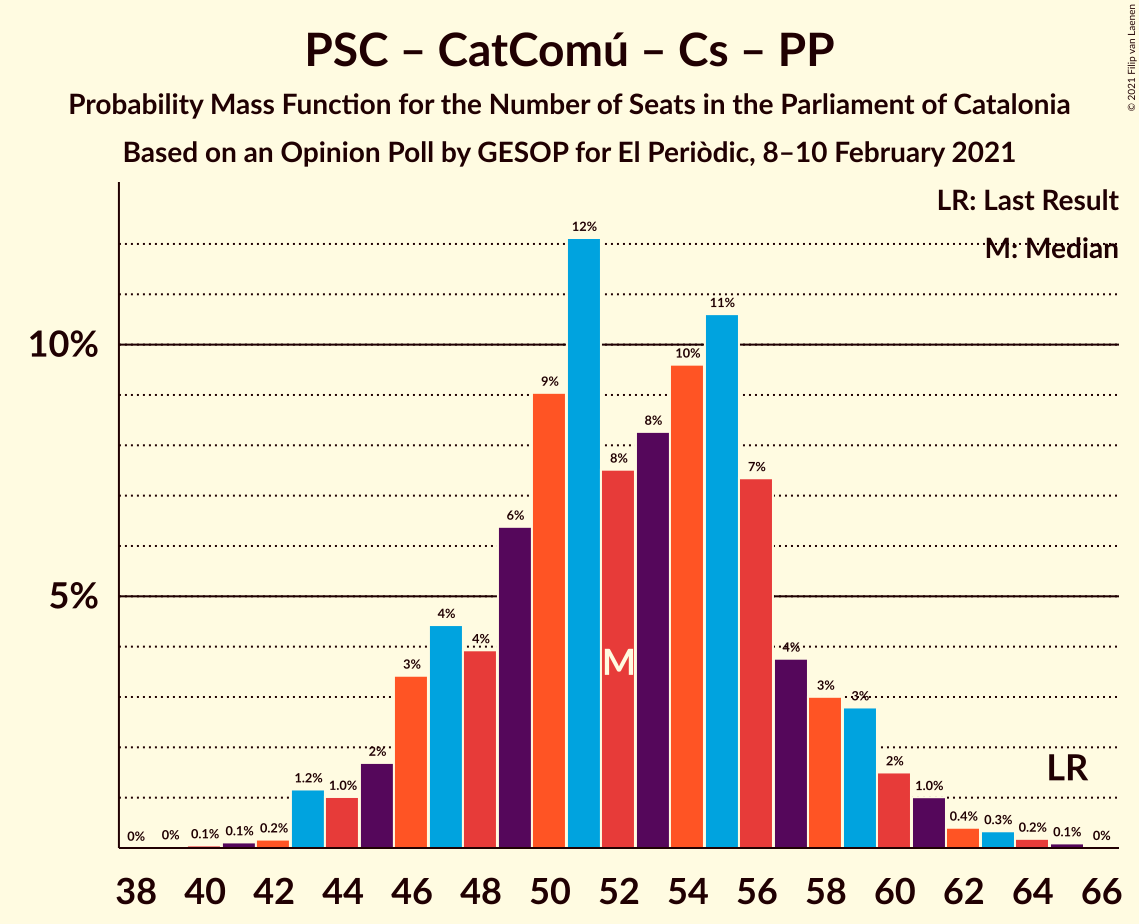 PSC – CatComú – Cs – PP
Probability Mass Function for the Number of Seats in the Parliament of Catalonia
Based on an Opinion Poll by GESOP for El Periòdic, 8–10 February 2021
© 2021 Filip van Laenen
LR: Last Result
M: Median
10%
5%
0% 0% 0.1% 0.1% 0.2% 1.2% 1.0% 2% 3% 4% 4% 6% 9% 12% 8% 8% 10% 11% 7% 4% 3% 3% 2% 1.0% 0.4% 0.3% 0.2% 0.1% 0%
M
LR
38 40 42 44 46 48 50 52 54 56 58 60 62 64 66